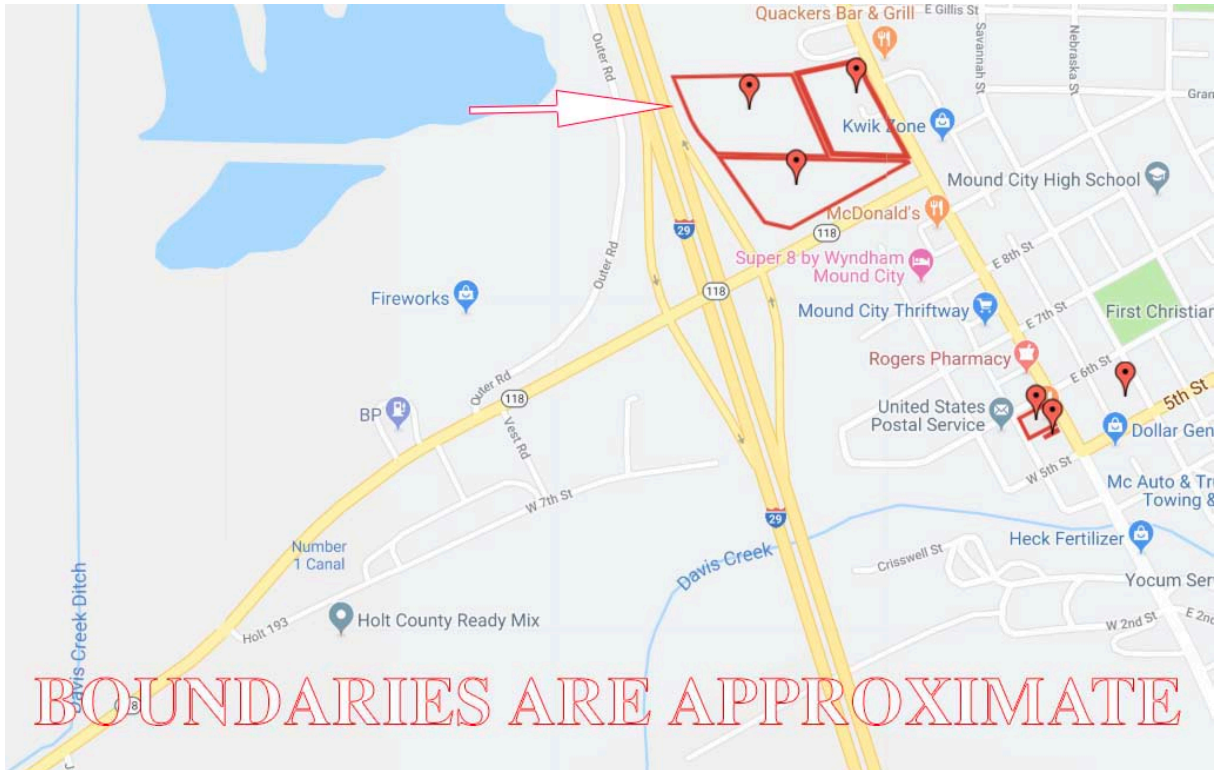 Quackers Bar & Grill
E Gillis St
Outer Rd
Savannah St
Nebraska St
Gran
Kwik Zone
Mound City High School
McDonald's
118
29
E 8th St
Super 8 by Wyndham
Mound City
Outer Rd
118
Fireworks
Mound City Thriftway
E 7th St
First Christian
Rogers Pharmacy
E 6th St
Outer Rd
118
5th St
BP
United States
Postal Service
Dollar Gen
Vest Rd
W 5th St
Mc Auto & Tru
Towing &
W 7th St
29
Heck Fertilizer
Number
1 Canal
Davis Creek
Crisswell St
Yocum Serv
Davis Creek Ditch
Holt County Ready Mix
W 2nd St
E 2nd
Holt 193
BOUNDARIES ARE APPROXIMATE